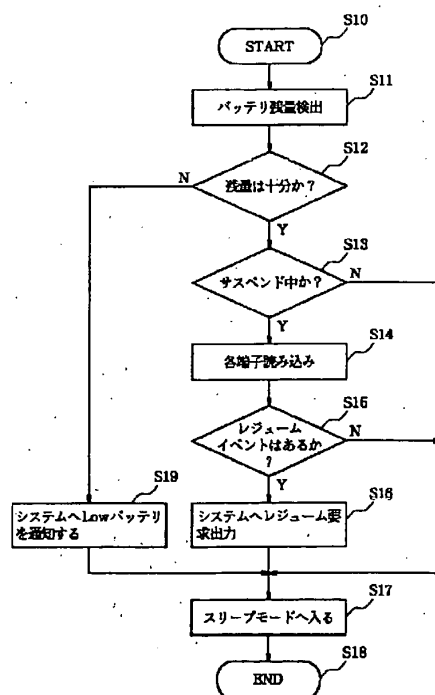 S10
START
S11
バッテリ残量検出
S12
残量は十分か?
N
Y
S13
サスペンド中か?
N
Y
S14
各端子読み込み
S15
レジューム
イベントはあるか
?
N
Y
S19
システムへLowバッテリ
を通知する
S16
システムへレジューム要
求出力
S17
スリープモードへ入る
S18
END